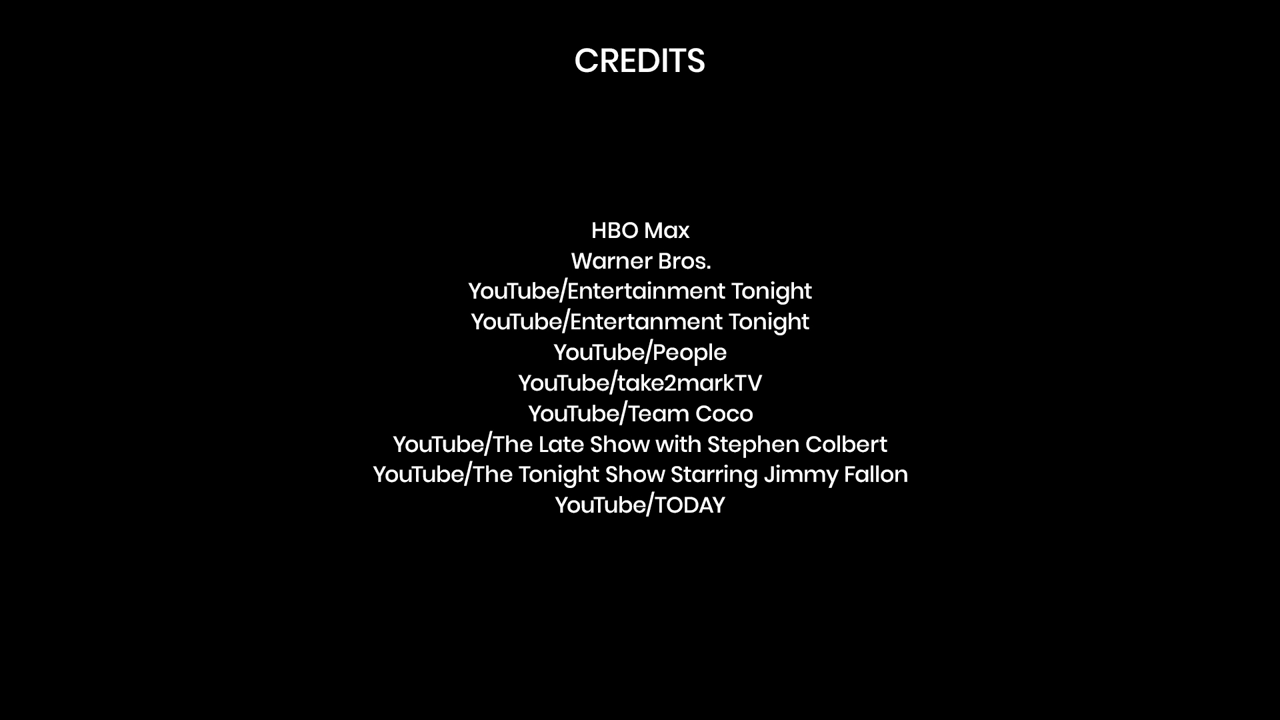 CREDITS
HBO Max
Warner Bros.
YouTube/Entertainment Tonight
YouTube/Entertanment Tonight
YouTube/People
YouTube/take2markTV
YouTube/Team Coco
YouTube/The Late Show with Stephen Colbert
YouTube/The Tonight Show Starring Jimmy Fallon
YouTube/TODAY